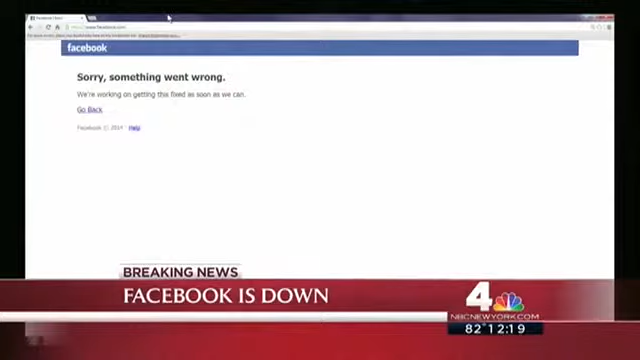 facebook
Sorry, something went wrong.
We're working on getting this fixed as soon as we can.
Go Back
Facebook © 2014 · Help
BREAKING NEWS
FACEBOOK IS DOWN
4
NBCNEWYORK.COM
82° 12:19